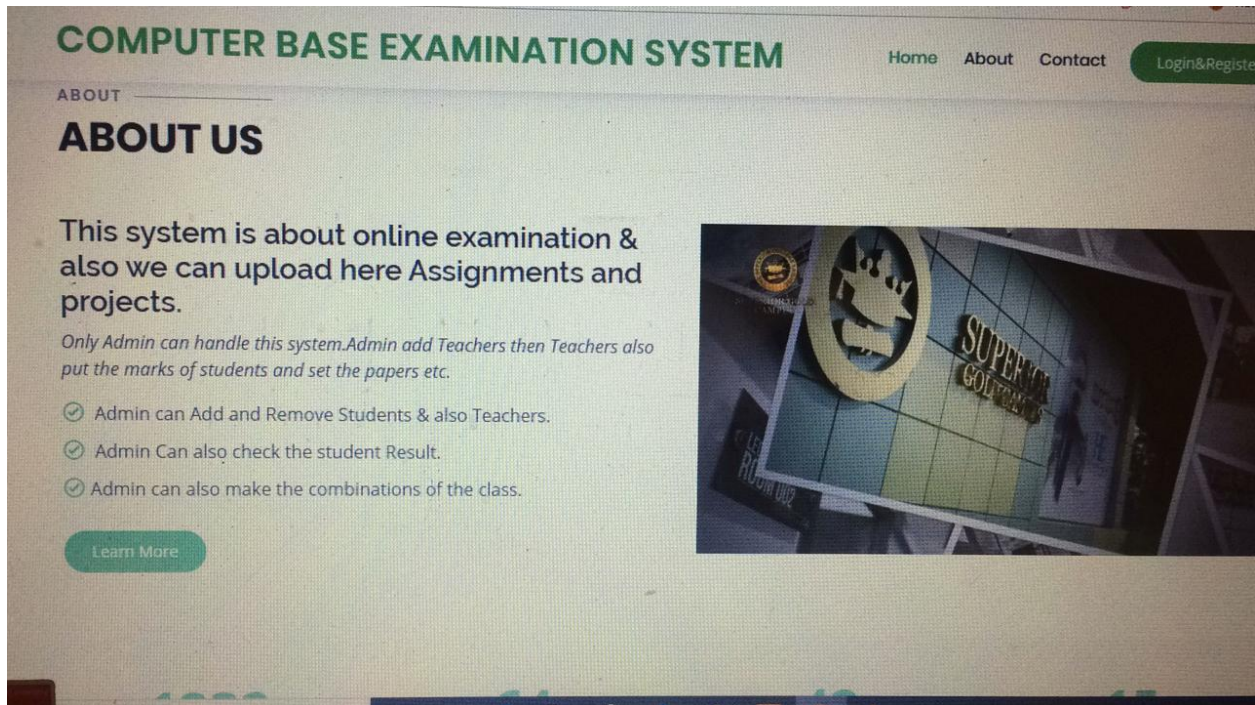 COMPUTER BASE EXAMINATION SYSTEM
Home About Contact
ABOUT
ABOUT US
This system is about online examination &
also we can upload here Assignments and
projects.
Only Admin can handle this system.Admin add Teachers then Teachers also
put the marks of students and set the papers etc.
Admin can Add and Remove Students & also Teachers.
Admin Can also check the student Result.
Admin can also make the combinations of the class.
Learn More